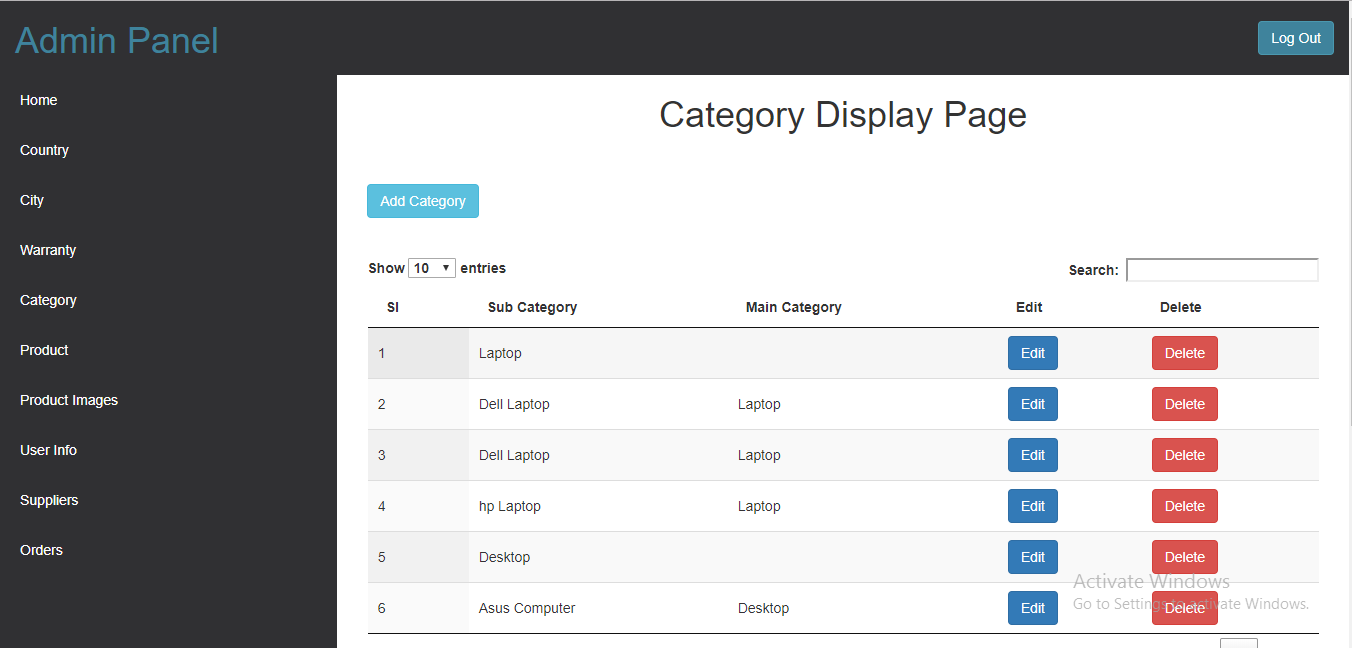 Admin Panel
Log Out
Home
Country
City
Warranty
Category
Product
Product Images
User Info
Suppliers
Orders
Category Display Page
Add Category
Show 10 entries
Search:
Sl Sub Category Main Category Edit Delete
1 Laptop Edit Delete
2 Dell Laptop Laptop Edit Delete
3 Dell Laptop Laptop Edit Delete
4 hp Laptop Laptop Edit Delete
5 Desktop Edit Delete
6 Asus Computer Desktop Edit Delete
Activate Windows
Go to Settings to activate Windows.